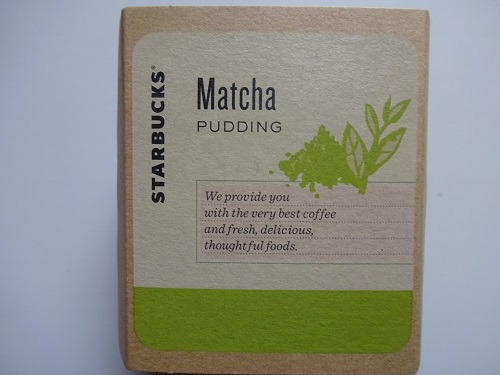 STARBUCKS®
Matcha
PUDDING
We provide you
with the very best coffee
and fresh, delicious,
thoughtful foods.